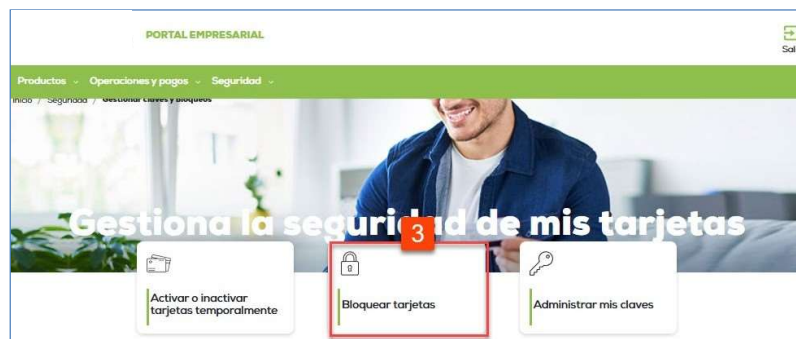 PORTAL EMPRESARIAL
Sali
Productos Operaciones y pagos Seguridad
Inicio / Seguridad / Gestionar claves y bloqueos
Gestiona la seguridad de mis tarjetas
3
Activar o inactivar
tarjetas temporalmente
Bloquear tarjetas
Administrar mis claves